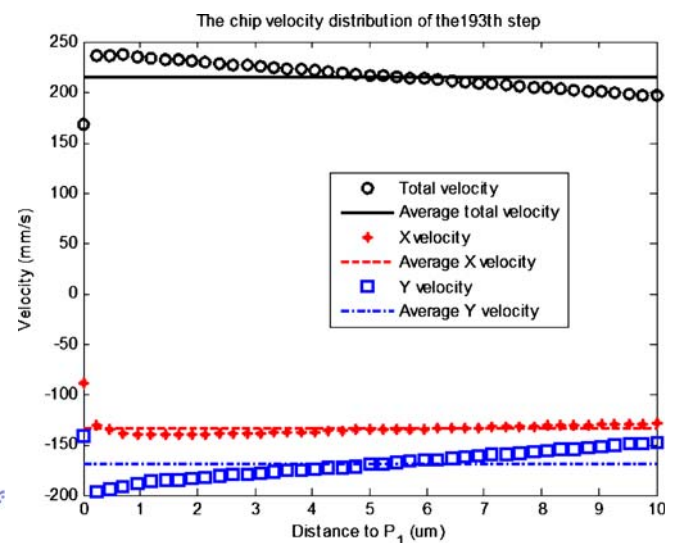 The chip velocity distribution of the193th step
250
200
150
100
50
0
-50
-100
-150
-200
Velocity (mm/s)
Total velocity
Average total velocity
X velocity
Average X velocity
Y velocity
Average Y velocity
0 1 2 3 4 5 6 7 8 9 10
Distance to P1 (um)